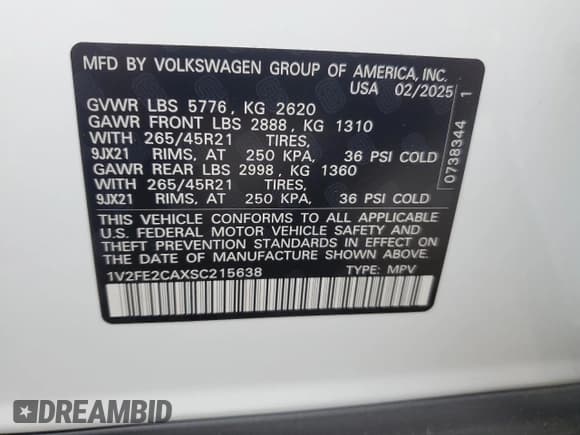 MFD BY VOLKSWAGEN GROUP OF AMERICA, INC.
USA 02/2025
GVWR LBS 5776, KG 2620
GAWR FRONT LBS 2888, KG 1310
WITH 265/45R21 TIRES,
9JX21 RIMS, AT 250 KPA, 36 PSI COLD
GAWR REAR LBS 2998, KG 1360
WITH 265/45R21 TIRES,
9JX21 RIMS, AT 250 KPA, 36 PSI COLD
THIS VEHICLE CONFORMS TO ALL APPLICABLE
U.S. FEDERAL MOTOR VEHICLE SAFETY AND
THEFT PREVENTION STANDARDS IN EFFECT ON
THE DATE OF MANUFACTURE SHOWN ABOVE.
1V2FE2CAXSC215638 TYPE: MPV
0738344 1
DREAMBID